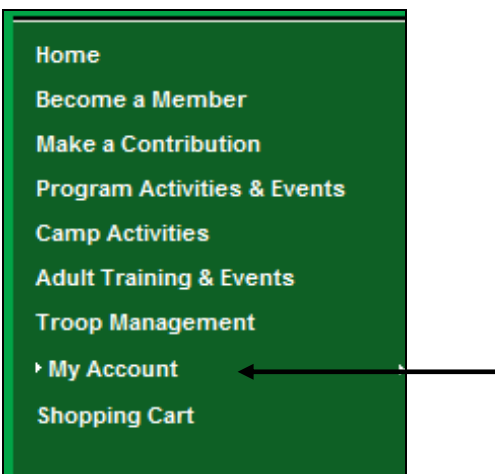 Home
Become a Member
Make a Contribution
Program Activities & Events
Camp Activities
Adult Training & Events
Troop Management
My Account
Shopping Cart